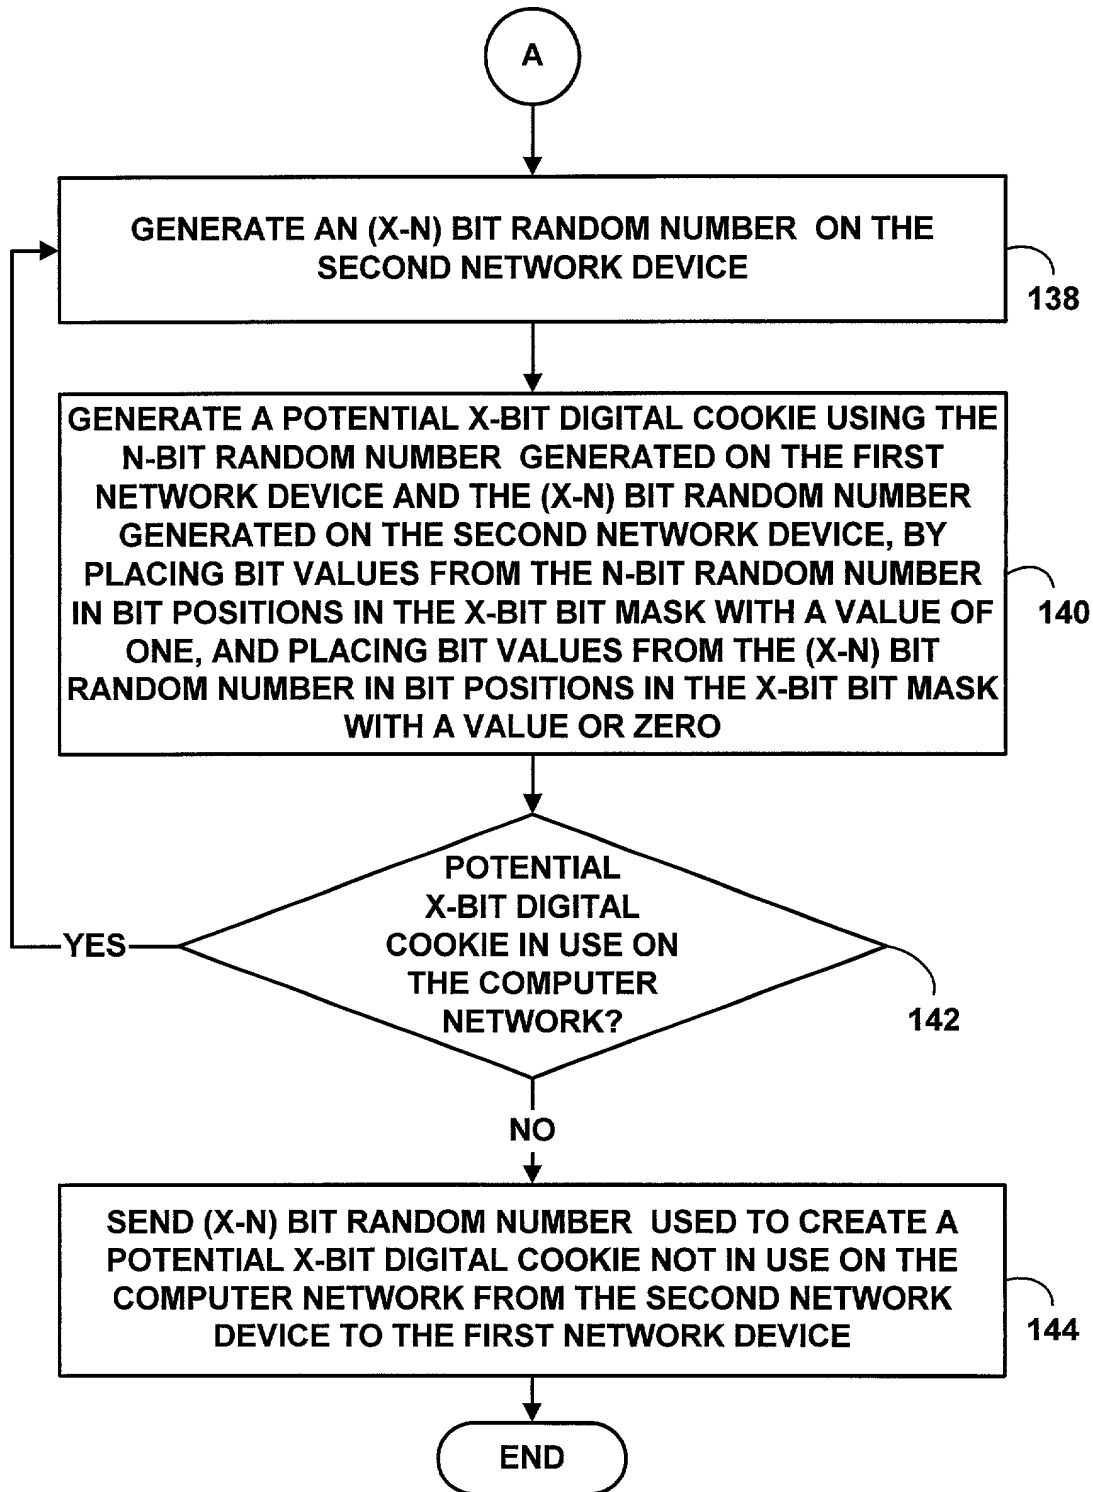 A
GENERATE AN (X-N) BIT RANDOM NUMBER ON THE
SECOND NETWORK DEVICE
138
GENERATE A POTENTIAL X-BIT DIGITAL COOKIE USING THE
N-BIT RANDOM NUMBER GENERATED ON THE FIRST
NETWORK DEVICE AND THE (X-N) BIT RANDOM NUMBER
GENERATED ON THE SECOND NETWORK DEVICE, BY
PLACING BIT VALUES FROM THE N-BIT RANDOM NUMBER
IN BIT POSITIONS IN THE X-BIT BIT MASK WITH A VALUE OF
ONE, AND PLACING BIT VALUES FROM THE (X-N) BIT
RANDOM NUMBER IN BIT POSITIONS IN THE X-BIT BIT MASK
WITH A VALUE OR ZERO
140
POTENTIAL
X-BIT DIGITAL
COOKIE IN USE ON
THE COMPUTER
NETWORK?
YES
142
NO
SEND (X-N) BIT RANDOM NUMBER USED TO CREATE A
POTENTIAL X-BIT DIGITAL COOKIE NOT IN USE ON THE
COMPUTER NETWORK FROM THE SECOND NETWORK
DEVICE TO THE FIRST NETWORK DEVICE
144
END